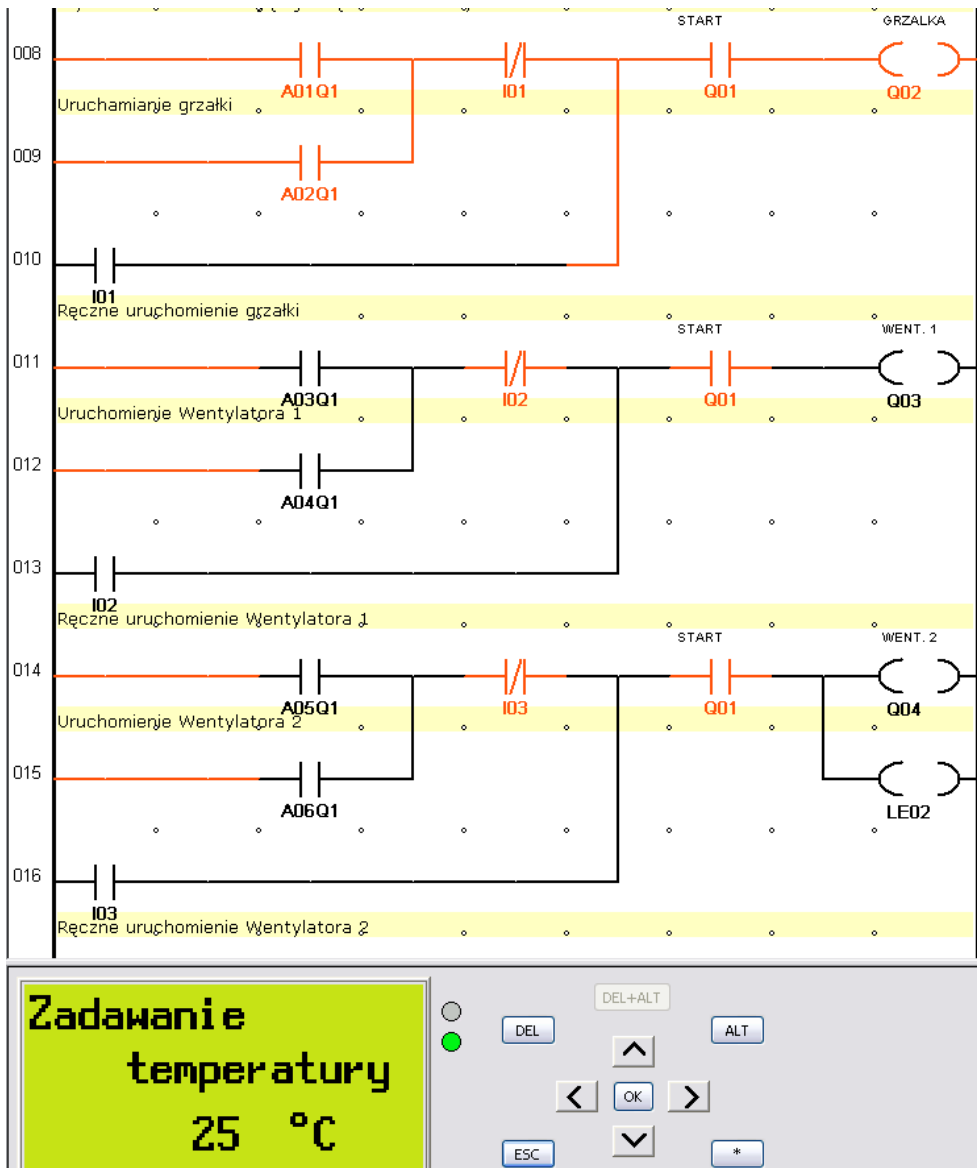 START GRZALKA
008
A01Q1 I01 Q01 Q02
Uruchamianie grzałki
009
A02Q1
010
I01
Ręczne uruchomienie grzałki
START WENT. 1
011
A03Q1 I02 Q01 Q03
Uruchomienie Wentylatora 1
012
A04Q1
013
I02
Ręczne uruchomienie Wentylatora 1
START WENT. 2
014
A05Q1 I03 Q01 Q04
Uruchomienie Wentylatora 2
015
A06Q1 LE02
016
I03
Ręczne uruchomienie Wentylatora 2
Zadawanie
temperatury
25 °C
DEL+ALT
DEL ALT
OK
ESC *